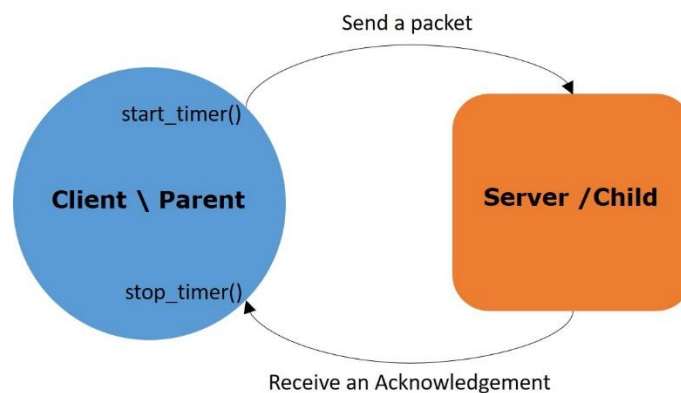 Send a packet
start_timer()
Client \ Parent
Server /Child
stop_timer()
Receive an Acknowledgement